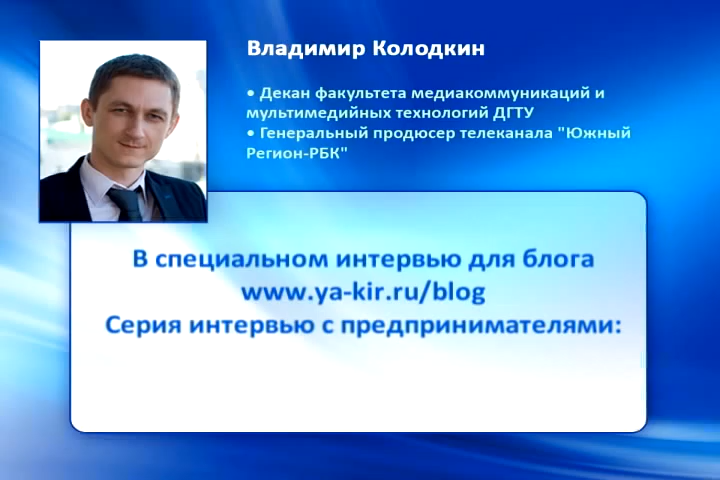 Владимир Колодкин
• Декан факультета медиакоммуникаций и
мультимедийных технологий ДГТУ
• Генеральный продюсер телеканала "Южный
Регион-РБК"
В специальном интервью для блога
www.ya-kir.ru/blog
Серия интервью с предпринимателями: